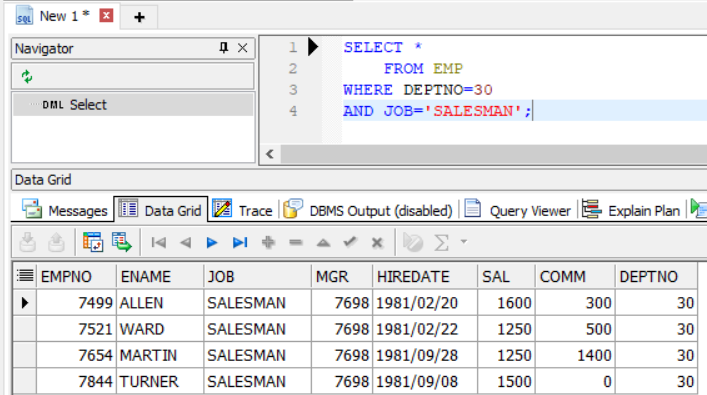 SQL New 1 * x +
Navigator
DML Select
1 SELECT *
2 FROM EMP
3 WHERE DEPTNO=30
4 AND JOB='SALESMAN';
Data Grid
Messages Data Grid Trace DBMS Output (disabled) Query Viewer Explain Plan
EMPNO ENAME JOB MGR HIREDATE SAL COMM DEPTNO
7499 ALLEN SALESMAN 7698 1981/02/20 1600 300 30
7521 WARD SALESMAN 7698 1981/02/22 1250 500 30
7654 MARTIN SALESMAN 7698 1981/09/28 1250 1400 30
7844 TURNER SALESMAN 7698 1981/09/08 1500 0 30